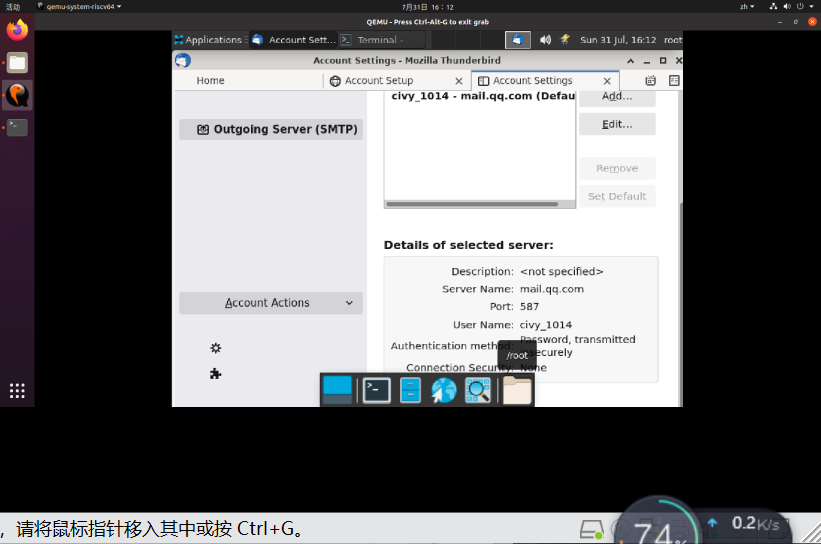 活动 qemu-system-riscv64 7月31日 16：12 zh
QEMU - Press Ctrl-Alt-G to exit grab
Applications Account Sett... Terminal - Sun 31 Jul, 16:12 root
Account Settings - Mozilla Thunderbird
Home Account Setup Account Settings
civy_1014 - mail.qq.com (Defau Add...
Outgoing Server (SMTP) Edit...
Remove
Set Default
Details of selected server:
Description: <not specified>
Server Name: mail.qq.com
Account Actions Port: 587
User Name: civy_1014
Authentication method: Password, transmitted
/root securely
Connection Security: None
，请将鼠标指针移入其中或按 Ctrl+G。
74% 0.2K/s